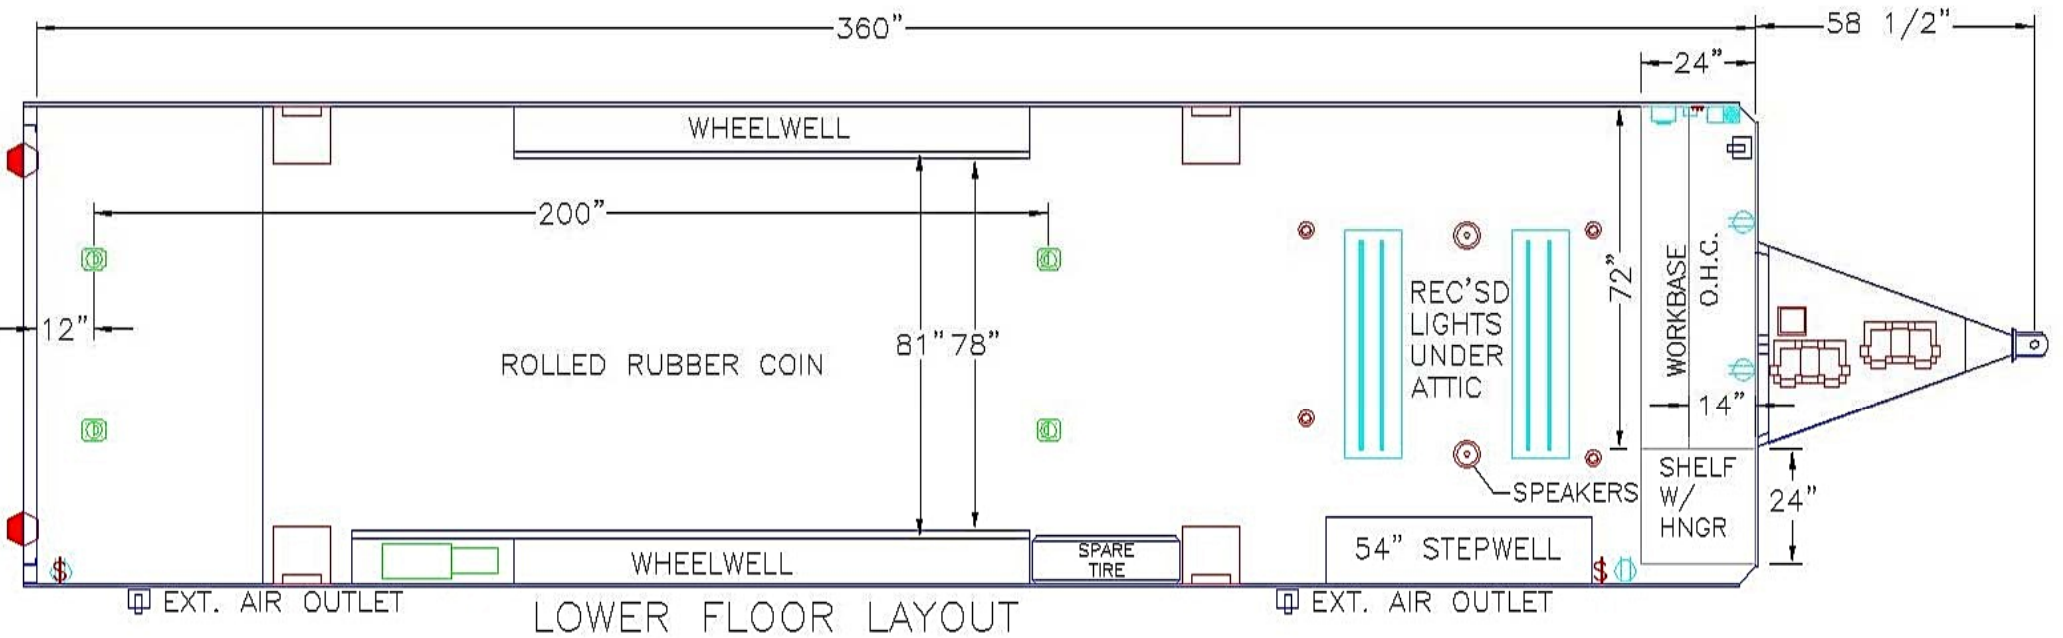 360"
58 1/2"
24"
WHEELWELL
200"
72"
WORKBASE
O.H.C.
REC'SD
LIGHTS
UNDER
ATTIC
12"
81" 78"
ROLLED RUBBER COIN
14"
SHELF
W/
HNGR
24"
SPEAKERS
WHEELWELL
SPARE
TIRE
54" STEPWELL
$
$
EXT. AIR OUTLET
EXT. AIR OUTLET
LOWER FLOOR LAYOUT